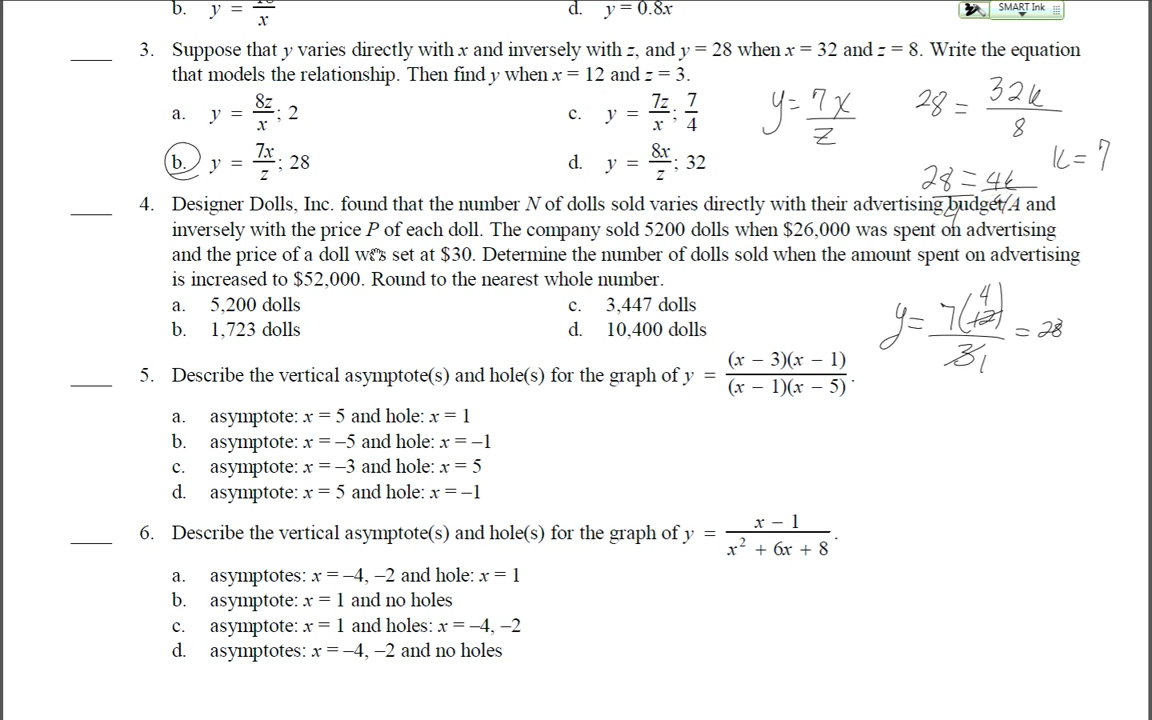 b. y = 
x
d. y = 0.8x
SMART Ink
3. Suppose that y varies directly with x and inversely with z, and y = 28 when x = 32 and z = 8. Write the equation
that models the relationship. Then find y when x = 12 and z = 3.
a. y = 8z/x; 2
c. y = 7z/x; 7/4
b. y = 7x/z; 28
d. y = 8x/z; 32
y = 7x/z
28 = 32k/8
k = 7
28 = 4k
4. Designer Dolls, Inc. found that the number N of dolls sold varies directly with their advertising budget A and
inversely with the price P of each doll. The company sold 5200 dolls when $26,000 was spent on advertising
and the price of a doll was set at $30. Determine the number of dolls sold when the amount spent on advertising
is increased to $52,000. Round to the nearest whole number.
a. 5,200 dolls
c. 3,447 dolls
b. 1,723 dolls
d. 10,400 dolls
y = 7(12)/3 = 28
4
1
5. Describe the vertical asymptote(s) and hole(s) for the graph of y = (x − 3)(x − 1)/(x − 1)(x − 5).
a. asymptote: x = 5 and hole: x = 1
b. asymptote: x = –5 and hole: x = –1
c. asymptote: x = –3 and hole: x = 5
d. asymptote: x = 5 and hole: x = –1
6. Describe the vertical asymptote(s) and hole(s) for the graph of y = x − 1/x² + 6x + 8.
a. asymptotes: x = –4, –2 and hole: x = 1
b. asymptote: x = 1 and no holes
c. asymptote: x = 1 and holes: x = –4, –2
d. asymptotes: x = –4, –2 and no holes